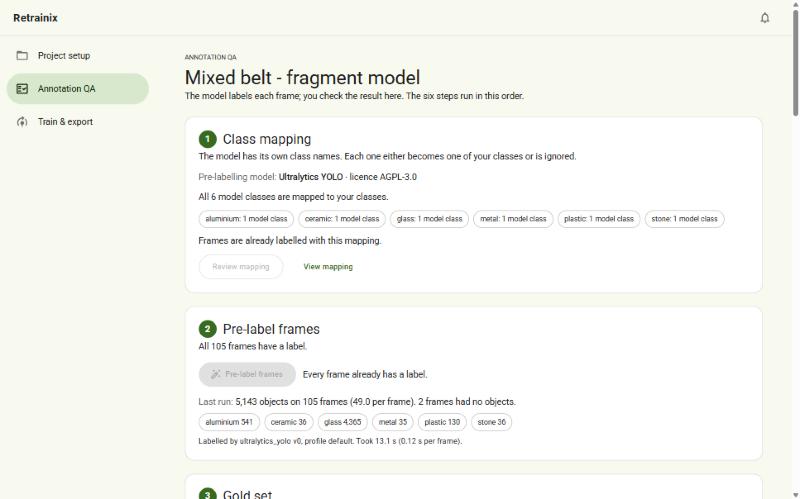 Retrainix
Project setup
Annotation QA
Train & export
ANNOTATION QA
Mixed belt - fragment model
The model labels each frame; you check the result here. The six steps run in this order.
1 Class mapping
The model has its own class names. Each one either becomes one of your classes or is ignored.
Pre-labelling model: Ultralytics YOLO · licence AGPL-3.0
All 6 model classes are mapped to your classes.
aluminium: 1 model class ceramic: 1 model class glass: 1 model class metal: 1 model class plastic: 1 model class stone: 1 model class
Frames are already labelled with this mapping.
Review mapping View mapping
2 Pre-label frames
All 105 frames have a label.
Pre-label frames Every frame already has a label.
Last run: 5,143 objects on 105 frames (49.0 per frame). 2 frames had no objects.
aluminium 541 ceramic 36 glass 4,365 metal 35 plastic 130 stone 36
Labelled by ultralytics_yolo v0, profile default. Took 13.1 s (0.12 s per frame).
3 Gold set